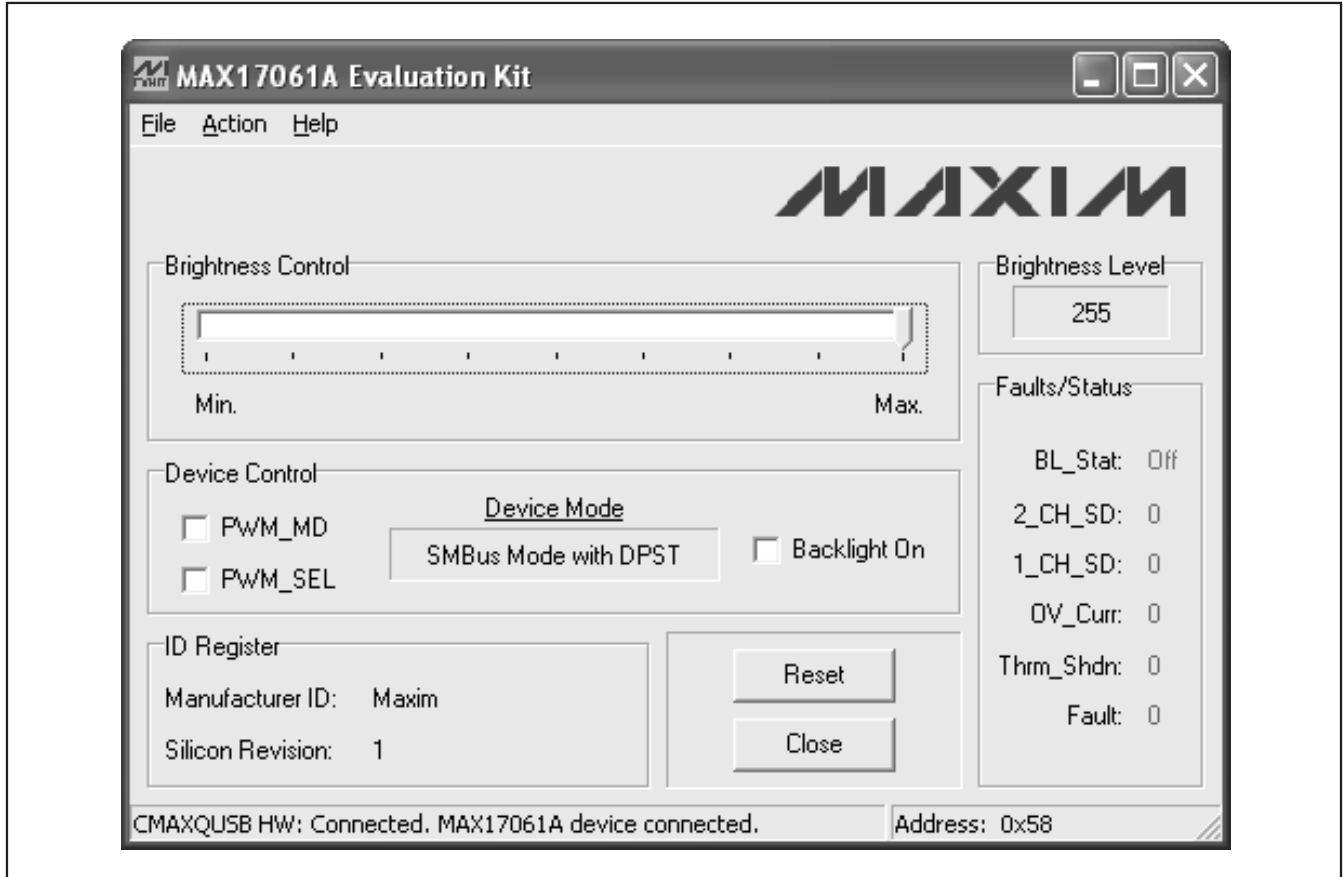 MAX17061A Evaluation Kit
File Action Help
MAXIM
Brightness Control
Min. Max.
Brightness Level
255
Device Control
PWM_MD
PWM_SEL
Device Mode
SMBus Mode with DPST
Backlight On
Faults/Status
BL_Stat: Off
2_CH_SD: 0
1_CH_SD: 0
OV_Curr: 0
Thrm_Shdn: 0
Fault: 0
ID Register
Manufacturer ID: Maxim
Silicon Revision: 1
Reset
Close
CMAXQUSB HW: Connected. MAX17061A device connected.
Address: 0x58